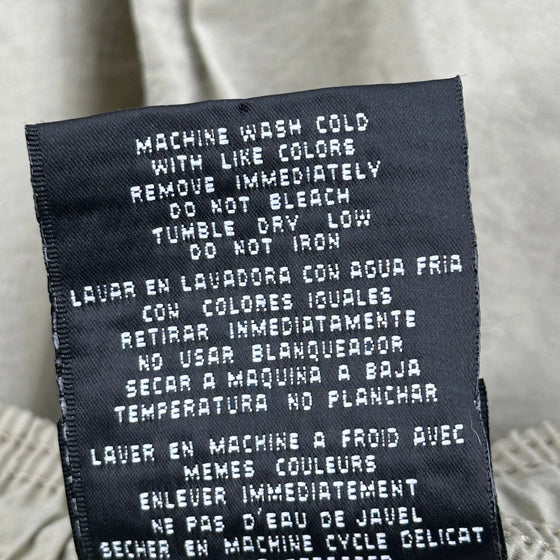 MACHINE WASH COLD
WITH LIKE COLORS
REMOVE IMMEDIATELY
DO NOT BLEACH
TUMBLE DRY LOW
DO NOT IRON
LAVAR EN LAVADORA CON AGUA FRIA
CON COLORES IGUALES
RETIRAR INMEDIATAMENTE
NO USAR BLANQUEADOR
SECAR A MAQUINA A BAJA
TEMPERATURA NO PLANCHAR
LAVER EN MACHINE A FROID AVEC
MEMES COULEURS
ENLEVER IMMEDIATEMENT
NE PAS D'EAU DE JAVEL
SECHER EN MACHINE CYCLE DELICAT